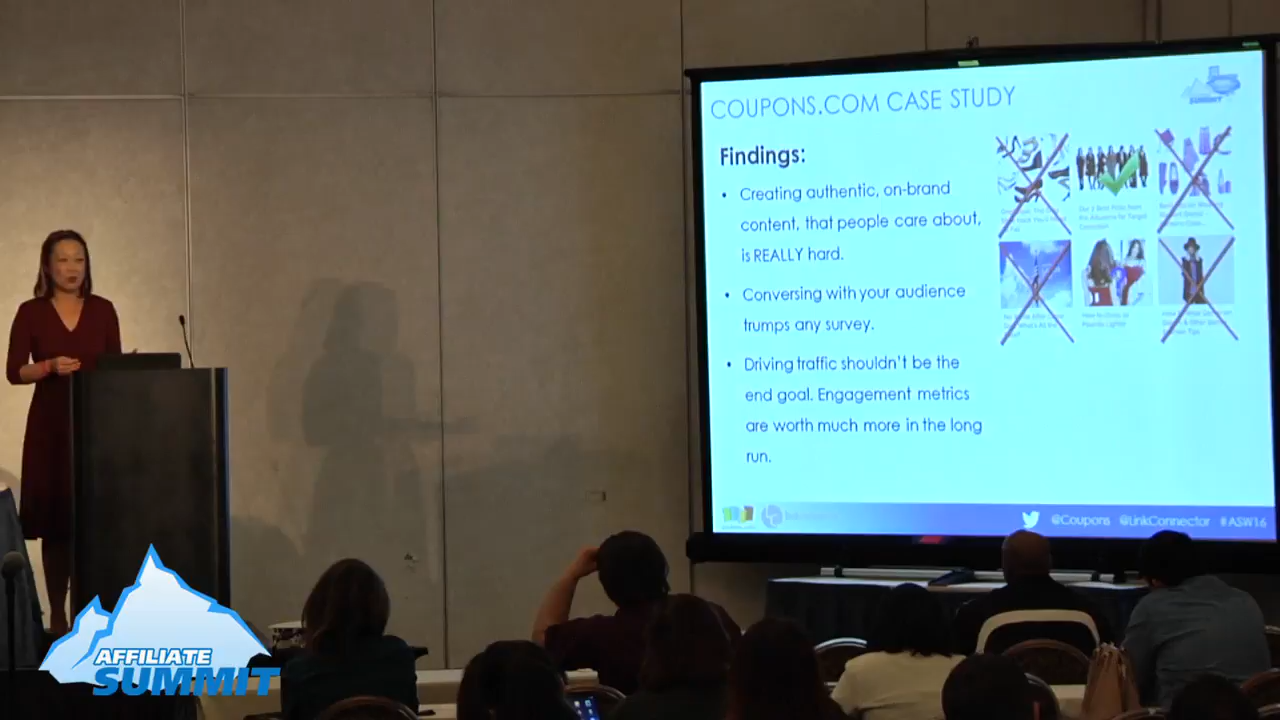 COUPONS.COM CASE STUDY
SUMMIT
Findings:
• Creating authentic, on-brand
content, that people care about,
is REALLY hard.
• Conversing with your audience
trumps any survey.
• Driving traffic shouldn't be the
end goal. Engagement metrics
are worth much more in the long
run.
@Coupons @LinkConnector #ASW16
AFFILIATE
SUMMIT